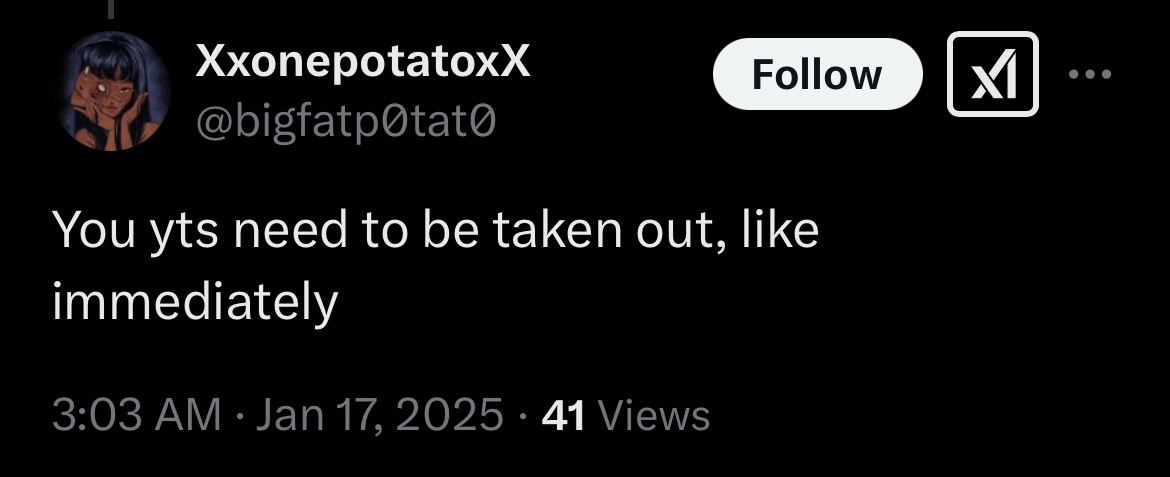 XxonepotatoxX
Follow
@bigfatp0tat0
You yts need to be taken out, like
immediately
3:03 AM · Jan 17, 2025 · 41 Views